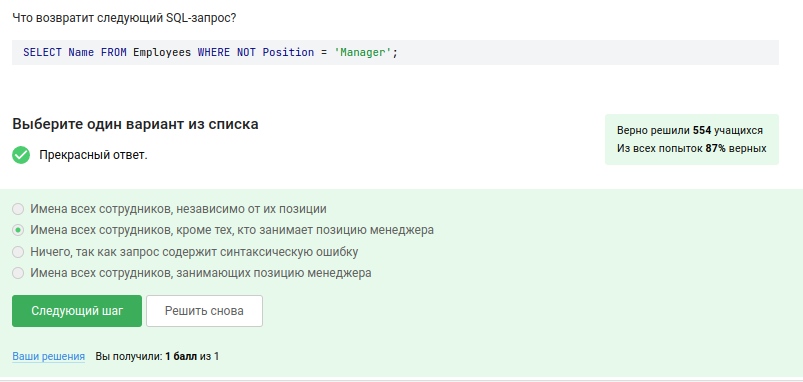 Что возвратит следующий SQL-запрос?
SELECT Name FROM Employees WHERE NOT Position = 'Manager';
Выберите один вариант из списка
Прекрасный ответ.
Верно решили 554 учащихся
Из всех попыток 87% верных
Имена всех сотрудников, независимо от их позиции
Имена всех сотрудников, кроме тех, кто занимает позицию менеджера
Ничего, так как запрос содержит синтаксическую ошибку
Имена всех сотрудников, занимающих позицию менеджера
Следующий шаг
Решить снова
Ваши решения Вы получили: 1 балл из 1